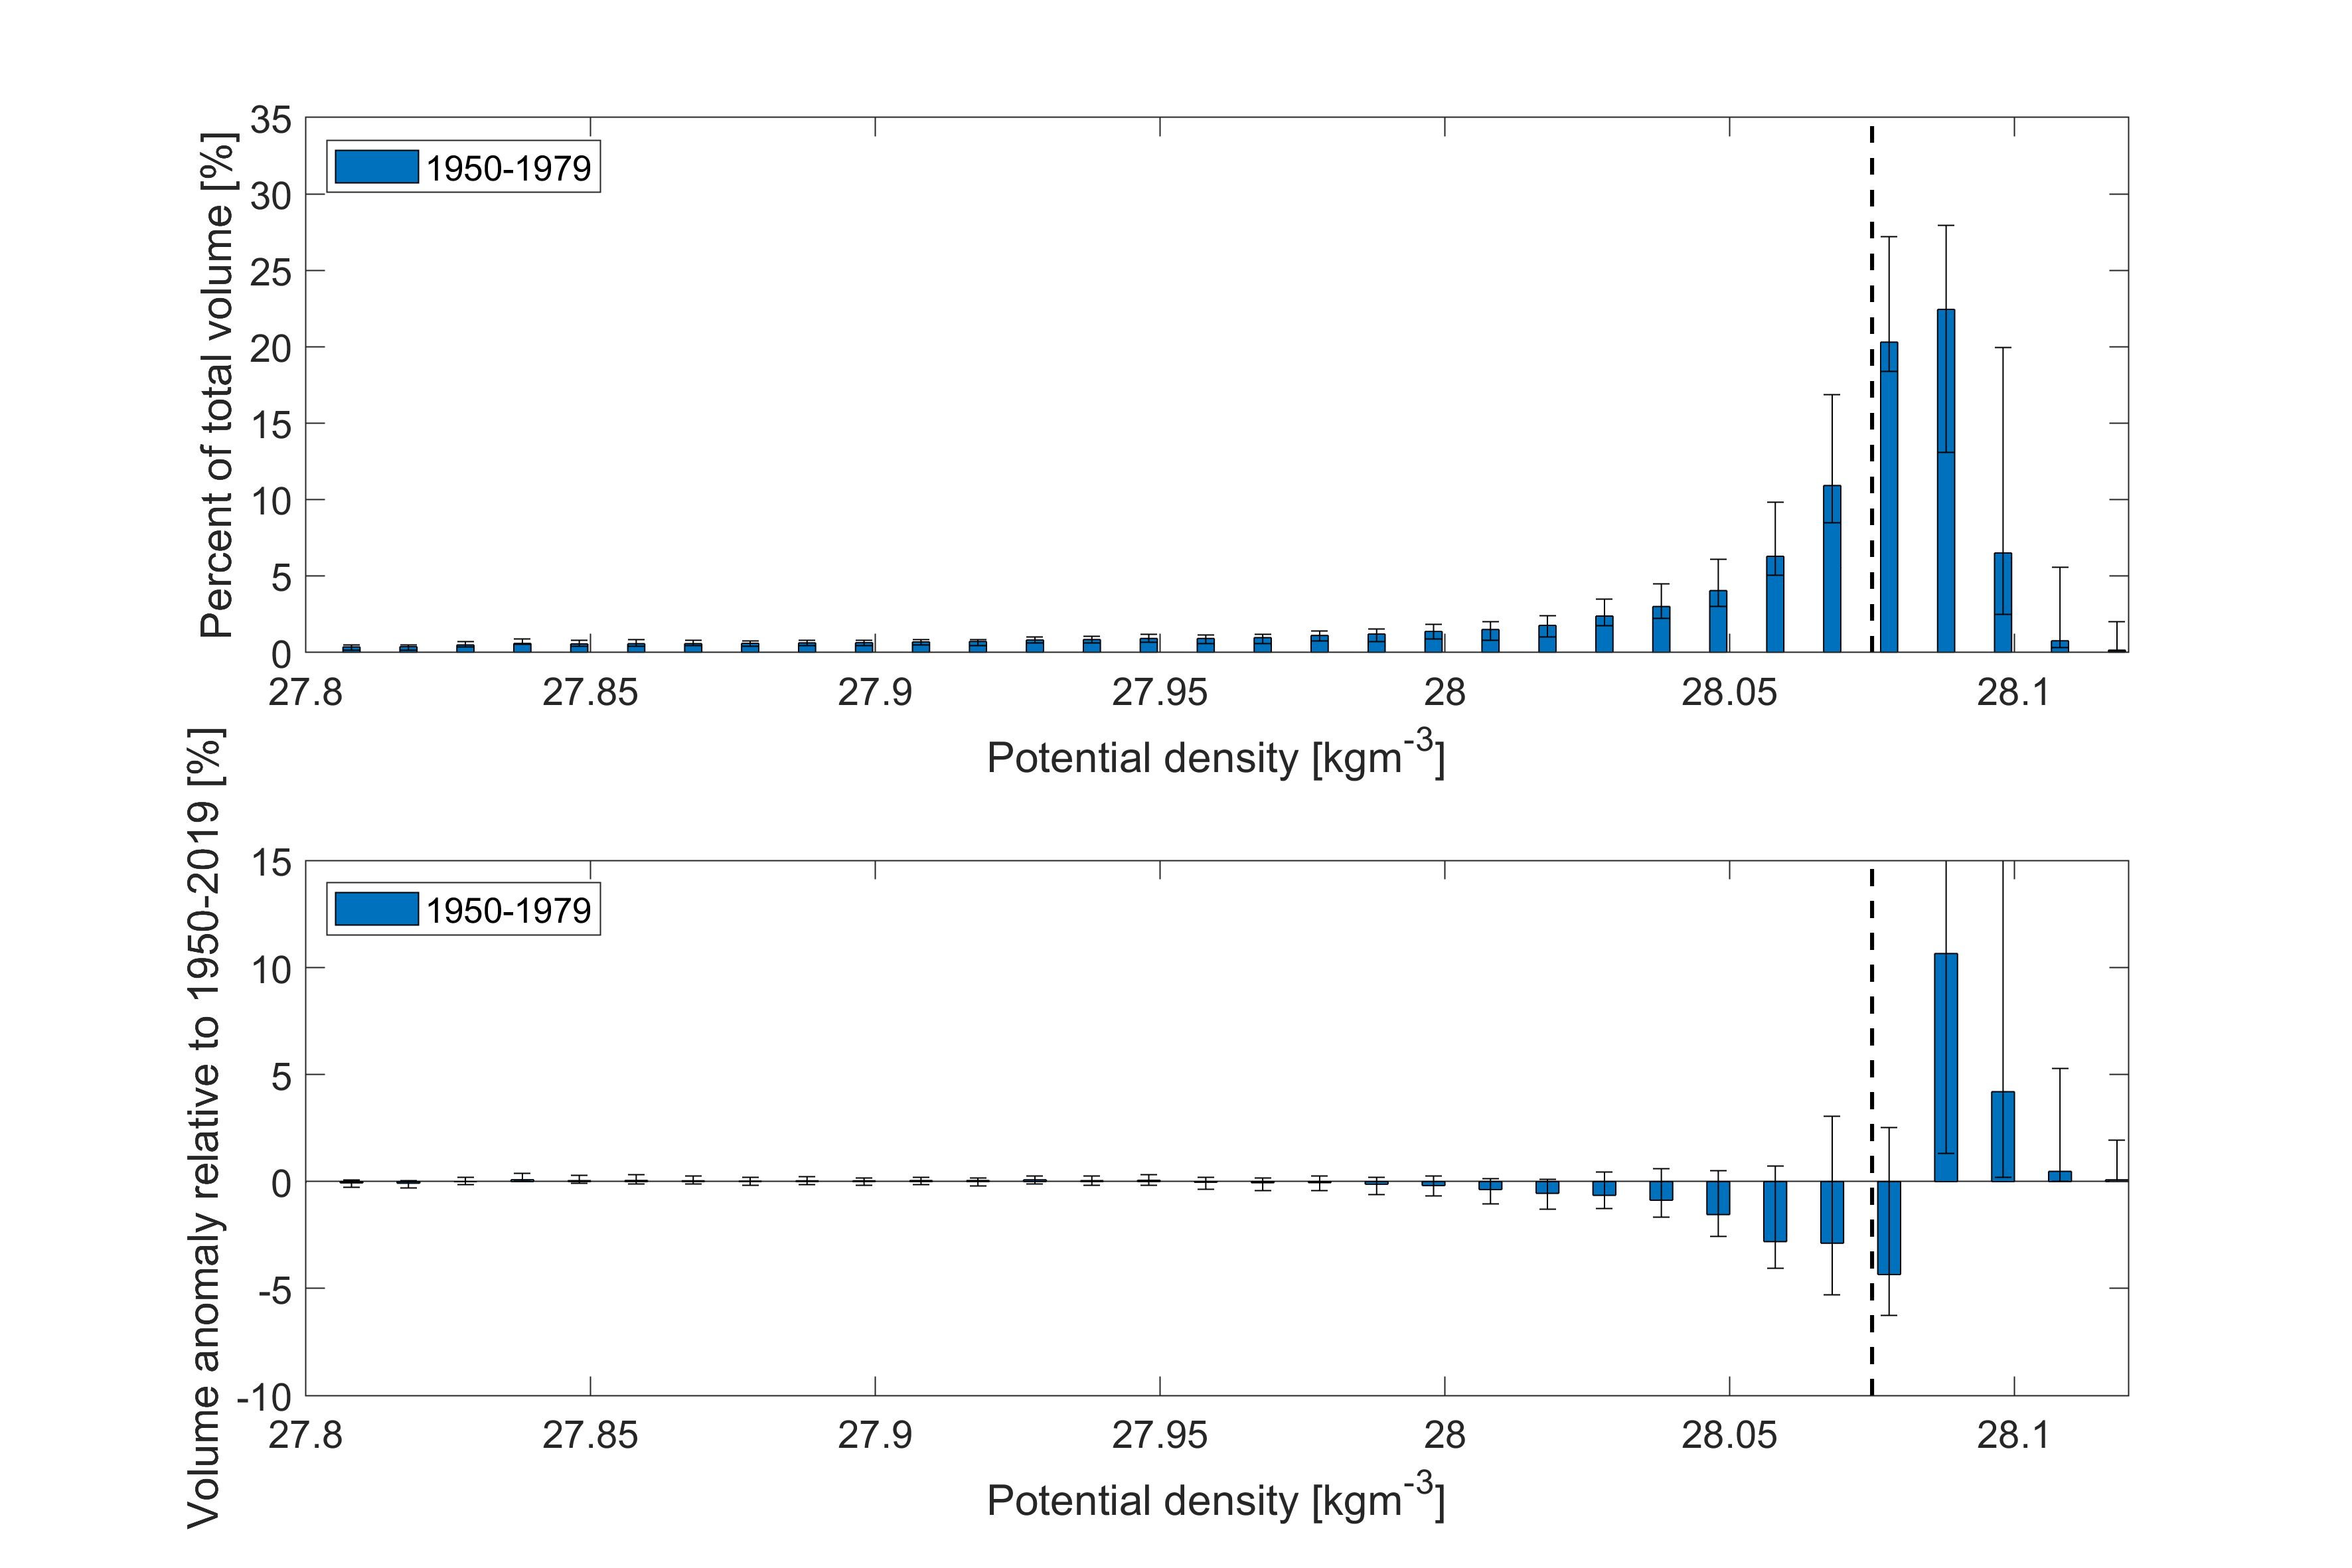 35
30
25
20
15
10
5
0
Percent of total volume [%]
1950-1979
27.8 27.85 27.9 27.95 28 28.05 28.1
Potential density [kgm-3]
15
10
5
0
-5
-10
Volume anomaly relative to 1950-2019 [%]
1950-1979
27.8 27.85 27.9 27.95 28 28.05 28.1
Potential density [kgm-3]